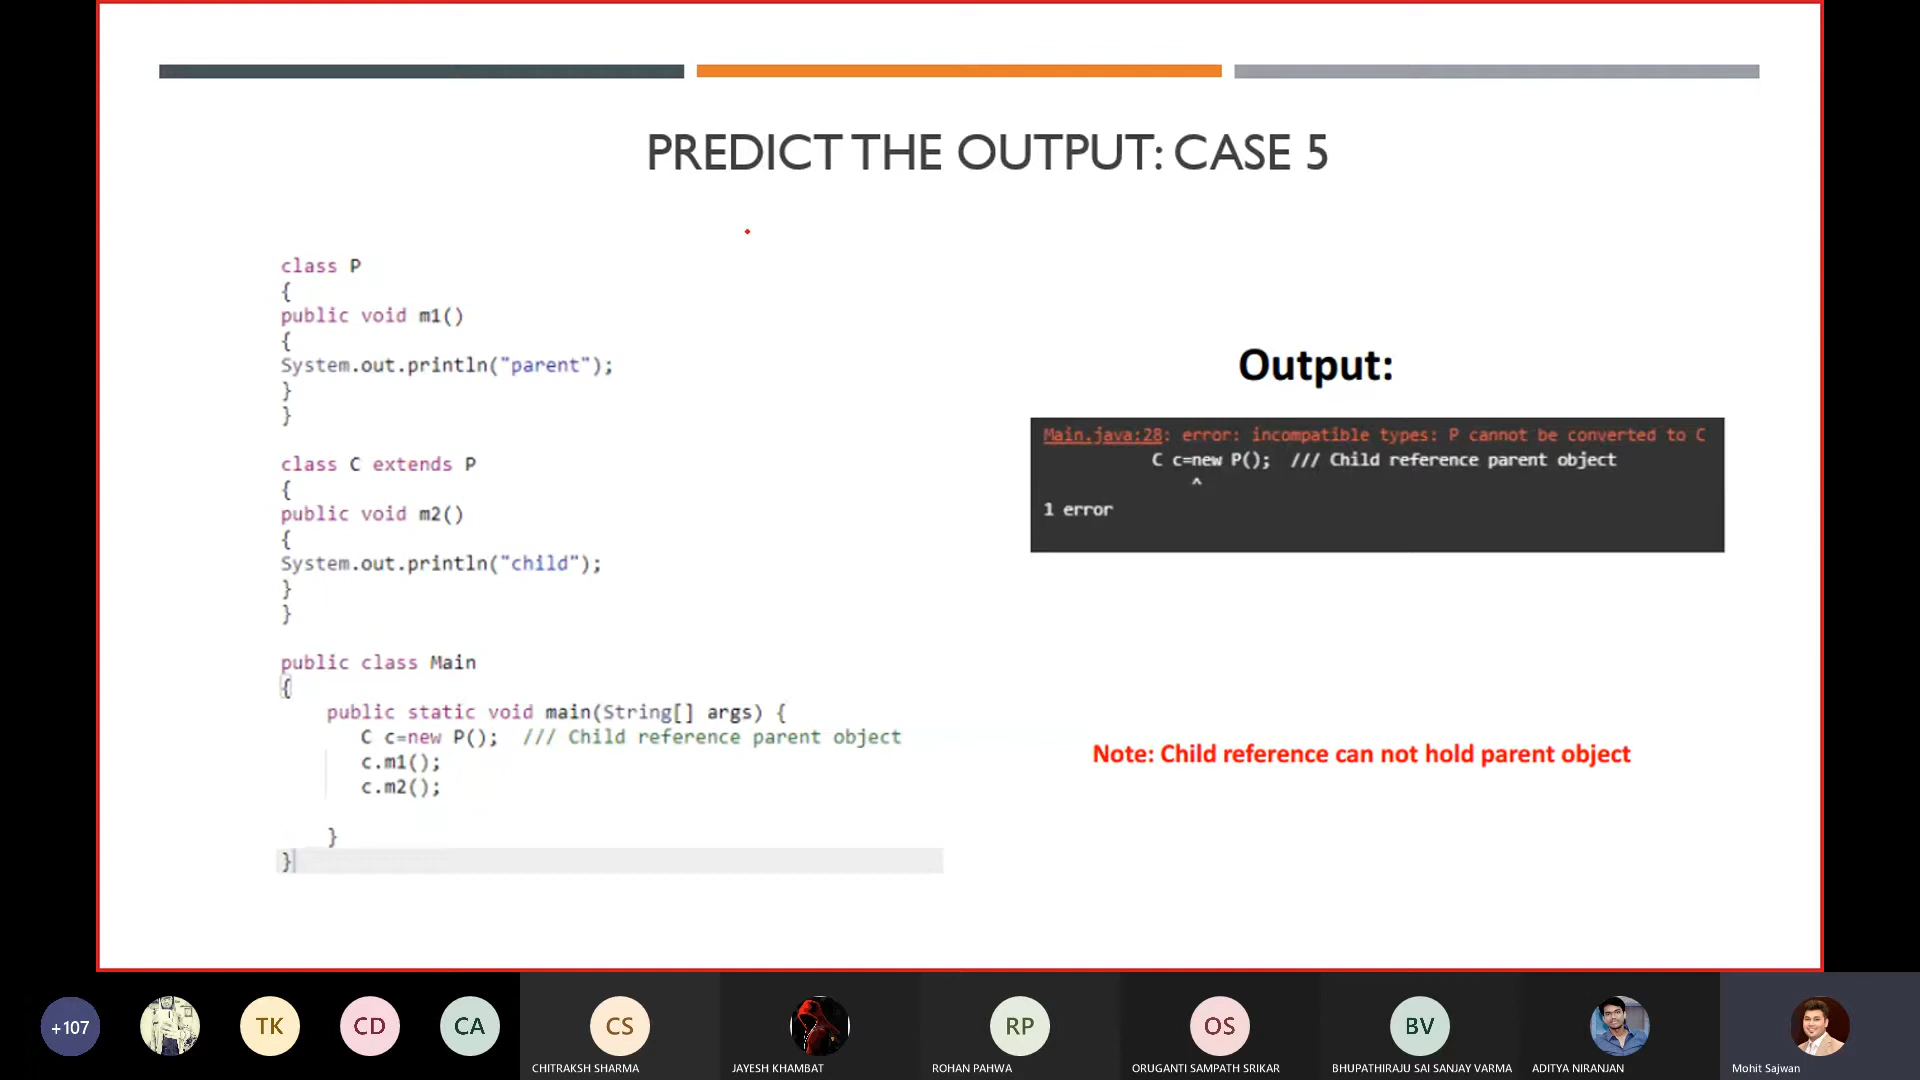 PREDICT THE OUTPUT: CASE 5
class P
{
public void m1()
{
System.out.println("parent");
}
}
class C extends P
{
public void m2()
{
System.out.println("child");
}
}
public class Main
{
public static void main(String[] args) {
C c=new P();  /// Child reference parent object
c.m1();
c.m2();
}
}
Output:
Main.java:28: error: incompatible types: P cannot be converted to C
C c=new P();  /// Child reference parent object
^
1 error
Note: Child reference can not hold parent object
+107
TK
CD
CA
CS
RP
OS
BV
CHITRAKSH SHARMA
JAYESH KHAMBAT
ROHAN PAHWA
ORUGANTI SAMPATH SRIKAR
BHUPATHIRAJU SAI SANJAY VARMA
ADITYA NIRANJAN
Mohit Sajwan